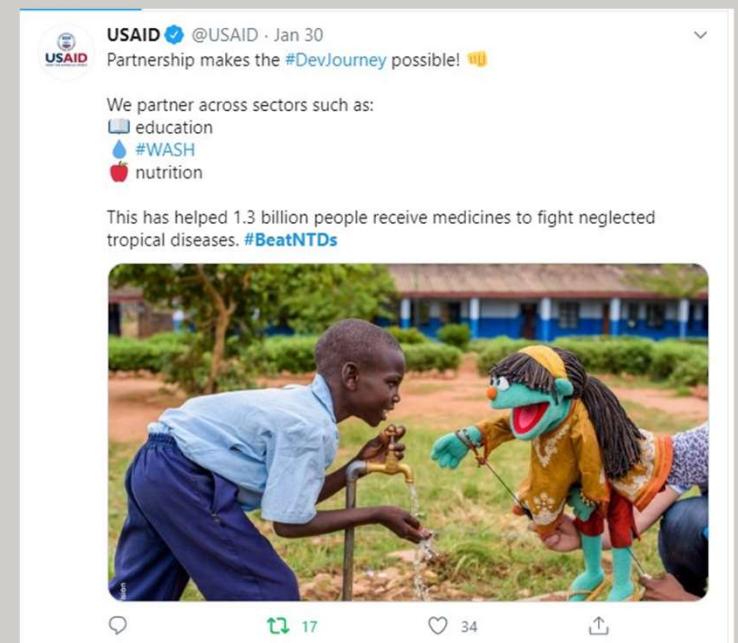 USAID @USAID · Jan 30
USAID
Partnership makes the #DevJourney possible! 👊
We partner across sectors such as:
📖 education
💧 #WASH
🍎 nutrition
This has helped 1.3 billion people receive medicines to fight neglected
tropical diseases. #BeatNTDs
17 34